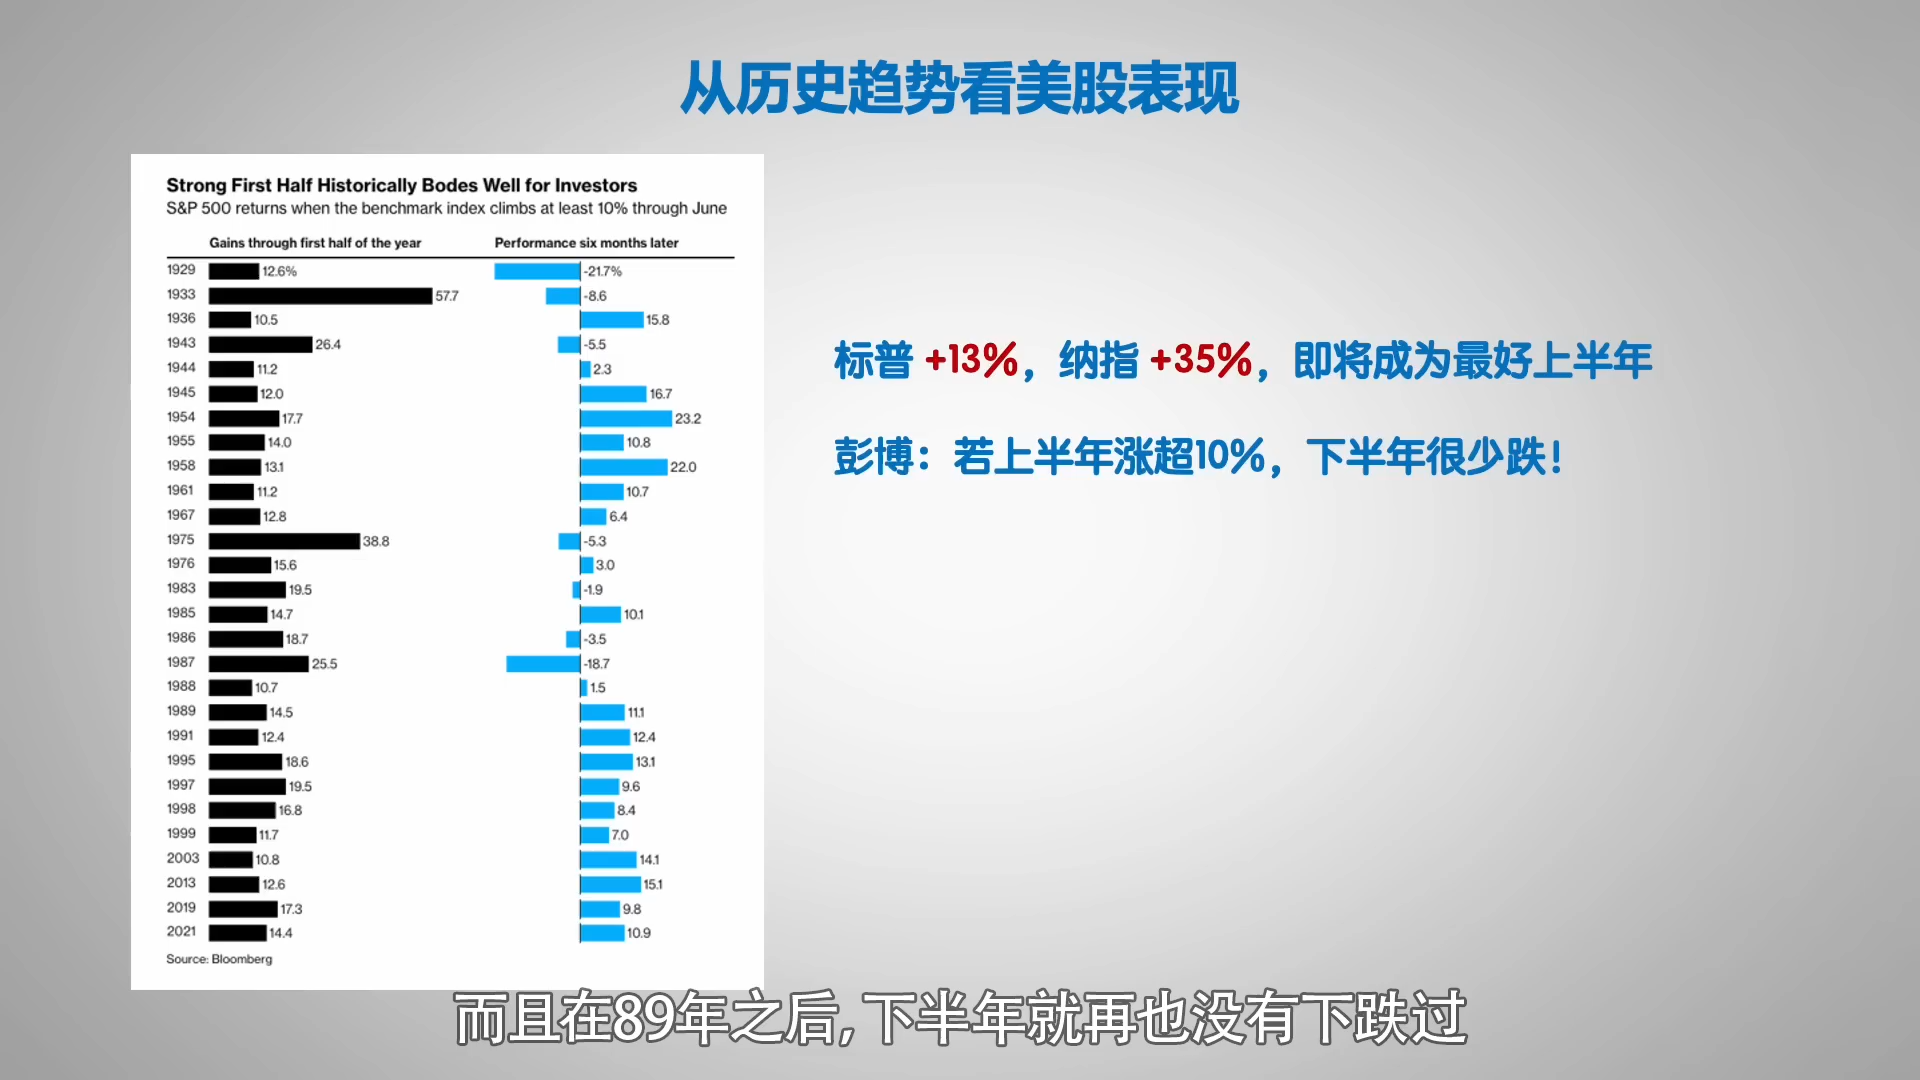 从历史趋势看美股表现
Strong First Half Historically Bodes Well for Investors
S&P 500 returns when the benchmark index climbs at least 10% through June
Gains through first half of the year Performance six months later
1929 12.6% -21.7%
1933 57.7 -8.6
1936 10.5 15.8
1943 26.4 -5.5
1944 11.2 2.3
1945 12.0 16.7
1954 17.7 23.2
1955 14.0 10.8
1958 13.1 22.0
1961 11.2 10.7
1967 12.8 6.4
1975 38.8 -5.3
1976 15.6 3.0
1983 19.5 -1.9
1985 14.7 10.1
1986 18.7 -3.5
1987 25.5 -18.7
1988 10.7 1.5
1989 14.5 11.1
1991 12.4 12.4
1995 18.6 13.1
1997 19.5 9.6
1998 16.8 8.4
1999 11.7 7.0
2003 10.8 14.1
2013 12.6 15.1
2019 17.3 9.8
2021 14.4 10.9
Source: Bloomberg
标普 +13%，纳指 +35%，即将成为最好上半年
彭博：若上半年涨超10%，下半年很少跌！
而且在89年之后，下半年就再也没有下跌过